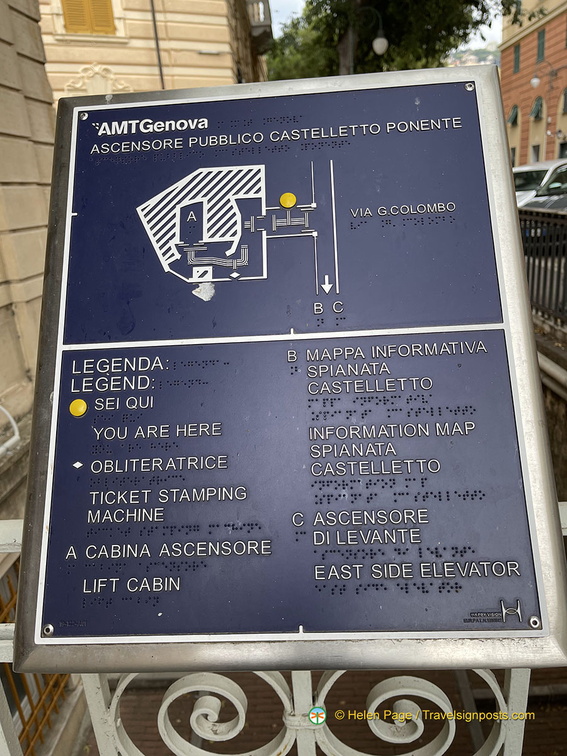 AMTGenova
ASCENSORE PUBBLICO CASTELLETTO PONENTE
A
VIA G.COLOMBO
B C
LEGENDA:
LEGEND:
SEI QUI
YOU ARE HERE
OBLITERATRICE
TICKET STAMPING
MACHINE
A CABINA ASCENSORE
LIFT CABIN
B MAPPA INFORMATIVA
SPIANATA
CASTELLETTO
INFORMATION MAP
SPIANATA
CASTELLETTO
C ASCENSORE
DI LEVANTE
EAST SIDE ELEVATOR
© Helen Page / Travelsignposts.com